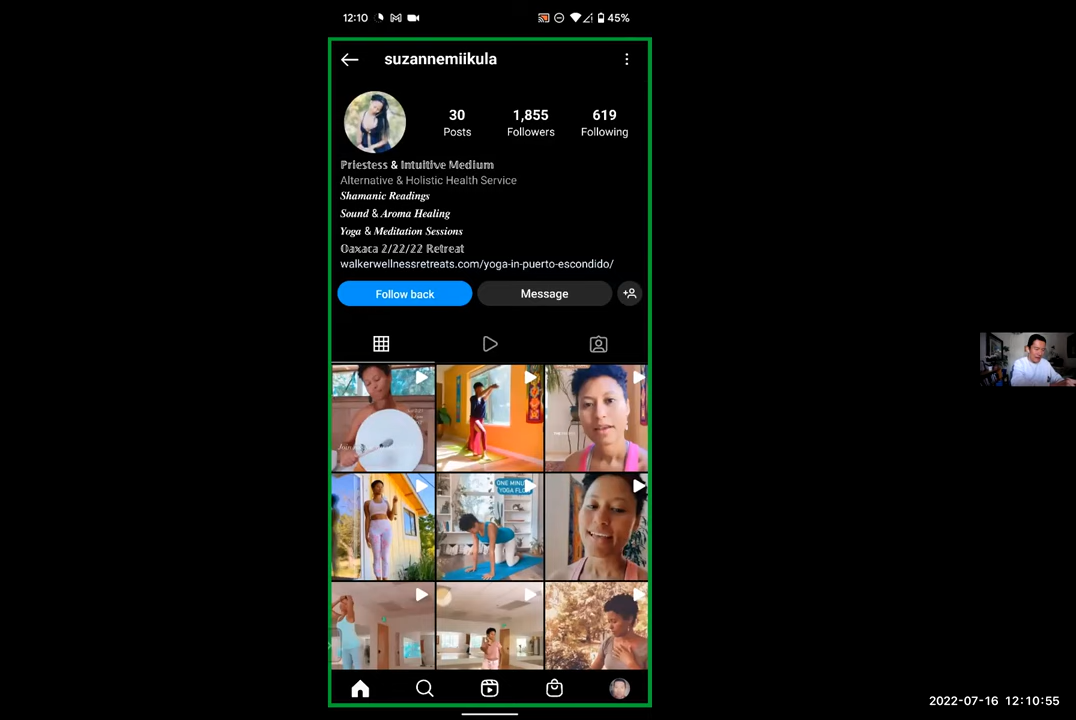 12:10
45%
suzannemiikula
30
1,855
619
Posts
Followers
Following
ℙ𝕣𝕚𝕖𝕤𝕥𝕖𝕤𝕤 & 𝕀𝕟𝕥𝕦𝕚𝕥𝕚𝕧𝕖 𝕄𝕖𝕕𝕚𝕦𝕞
Alternative & Holistic Health Service
𝑺𝒉𝒂𝒎𝒂𝒏𝒊𝒄 𝑹𝒆𝒂𝒅𝒊𝒏𝒈𝒔
𝑺𝒐𝒖𝒏𝒅 & 𝑨𝒓𝒐𝒎𝒂 𝑯𝒆𝒂𝒍𝒊𝒏𝒈
𝒀𝒐𝒈𝒂 & 𝑴𝒆𝒅𝒊𝒕𝒂𝒕𝒊𝒐𝒏 𝑺𝒆𝒔𝒔𝒊𝒐𝒏𝒔
𝕆𝕒𝕩𝕒𝕔𝕒 𝟚/𝟚𝟚/𝟚𝟚 ℝ𝕖𝕥𝕣𝕖𝕒𝕥
walkerwellnessretreats.com/yoga-in-puerto-escondido/
Follow back
Message
ONE MINU
YOGA FLO
2022-07-16 12:10:55